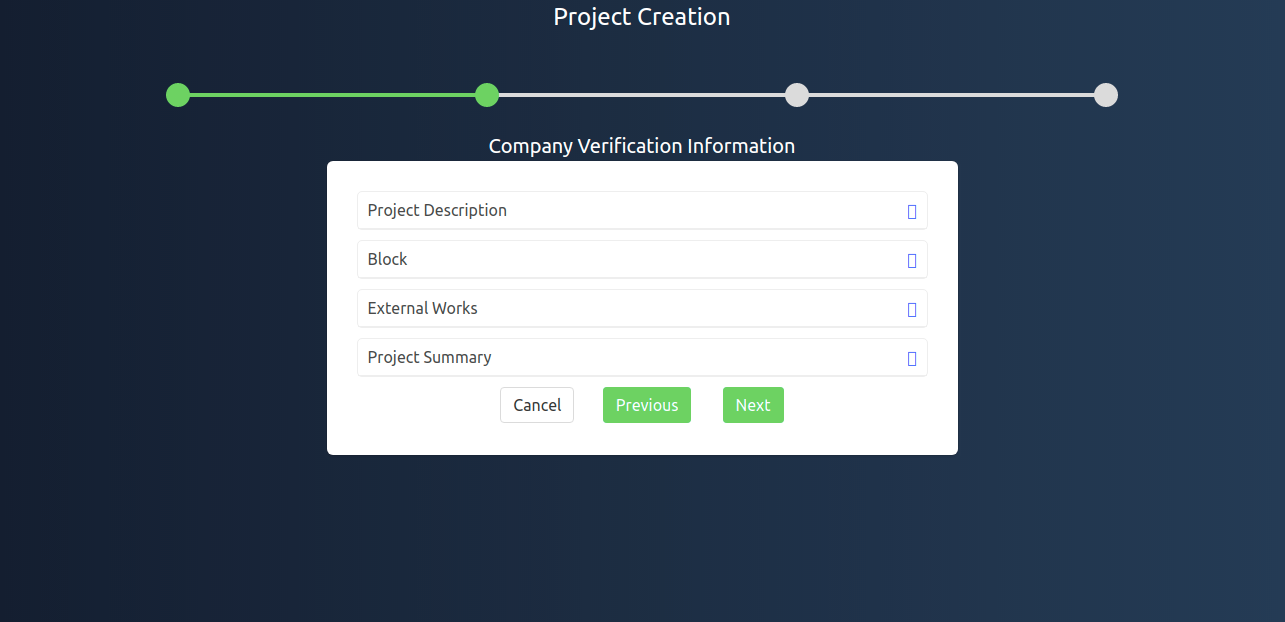 Project Creation
Company Verification Information
Project Description
Block
External Works
Project Summary
Cancel Previous Next